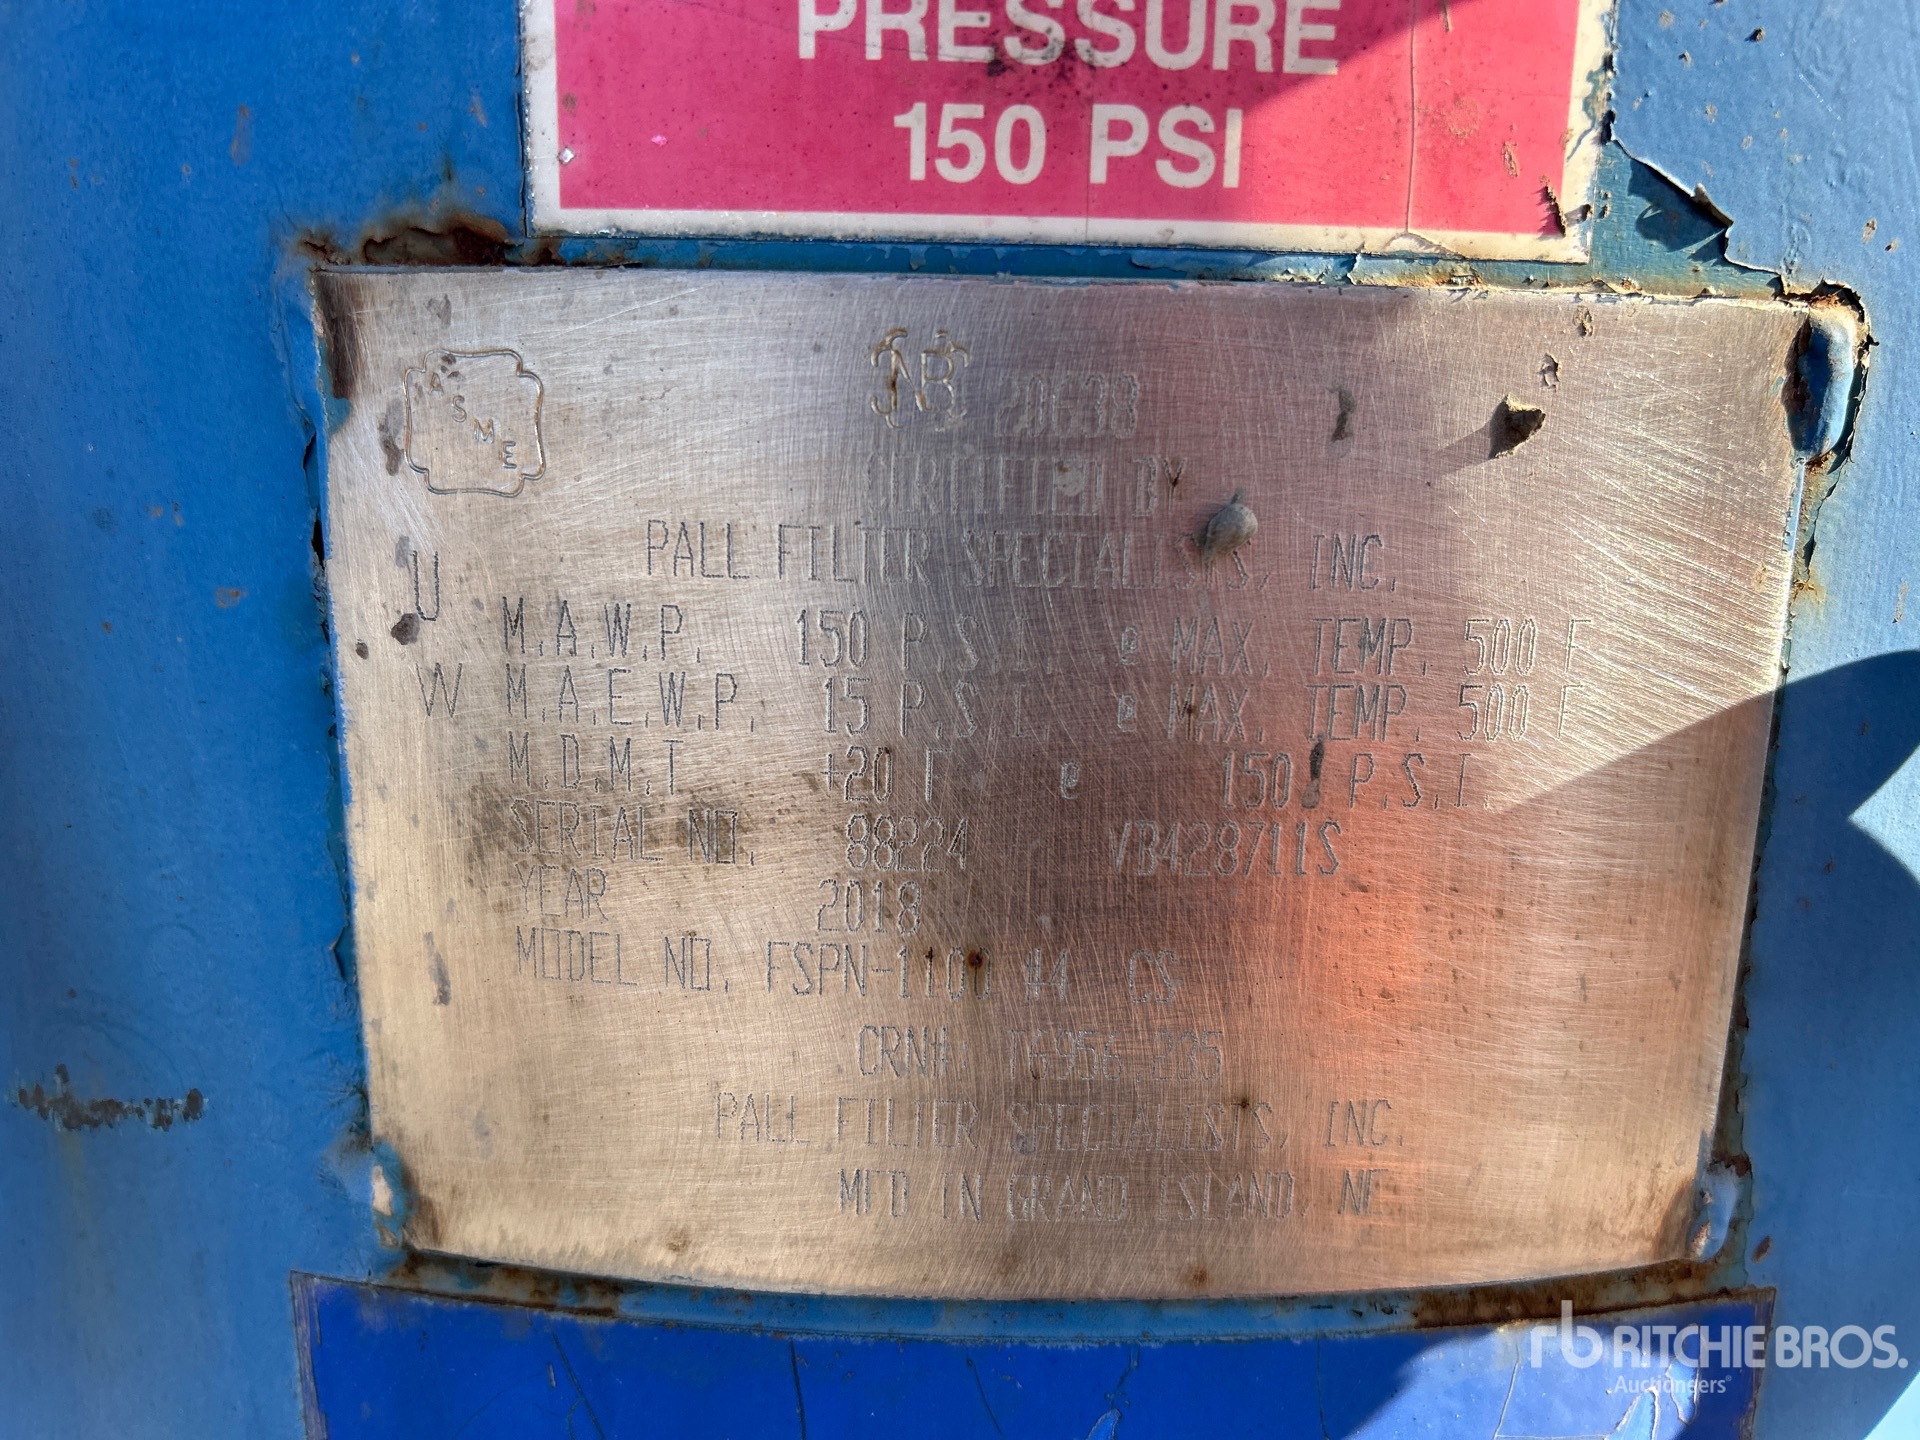 PRESSURE
150 PSI
ASME
NB 20638
CERTIFIED BY
PALL FILTER SPECIALISTS, INC.
U
M.A.W.P. 150 P.S.I. @ MAX. TEMP. 500 F
W M.A.E.W.P. 15 P.S.I. @ MAX. TEMP. 500 F
M.D.M.T +20 F @ 150 P.S.I.
SERIAL NO. 88224 VB428711S
YEAR 2018
MODEL NO. FSPN-1100 #4 CS
CRN#
PALL FILTER SPECIALISTS, INC.
MFD IN GRAND ISLAND, NE
rb RITCHIE BROS.
Auctioneers